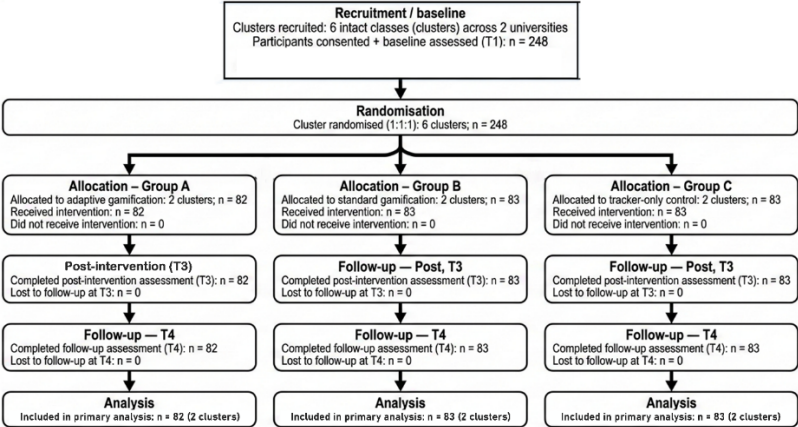 Recruitment / baseline
Clusters recruited: 6 intact classes (clusters) across 2 universities
Participants consented + baseline assessed (T1): n = 248
Randomisation
Cluster randomised (1:1:1): 6 clusters; n = 248
Allocation – Group A
Allocated to adaptive gamification: 2 clusters; n = 82
Received intervention: n = 82
Did not receive intervention: n = 0
Allocation – Group B
Allocated to standard gamification: 2 clusters; n = 83
Received intervention: n = 83
Did not receive intervention: n = 0
Allocation – Group C
Allocated to tracker-only control: 2 clusters; n = 83
Received intervention: n = 83
Did not receive intervention: n = 0
Post-intervention (T3)
Completed post-intervention assessment (T3): n = 82
Lost to follow-up at T3: n = 0
Follow-up — Post, T3
Completed post-intervention assessment (T3): n = 83
Lost to follow-up at T3: n = 0
Follow-up — Post, T3
Completed post-intervention assessment (T3): n = 83
Lost to follow-up at T3: n = 0
Follow-up — T4
Completed follow-up assessment (T4): n = 82
Lost to follow-up at T4: n = 0
Follow-up — T4
Completed follow-up assessment (T4): n = 83
Lost to follow-up at T4: n = 0
Follow-up — T4
Completed follow-up assessment (T4): n = 83
Lost to follow-up at T4: n = 0
Analysis
Included in primary analysis: n = 82 (2 clusters)
Analysis
Included in primary analysis: n = 83 (2 clusters)
Analysis
Included in primary analysis: n = 83 (2 clusters)